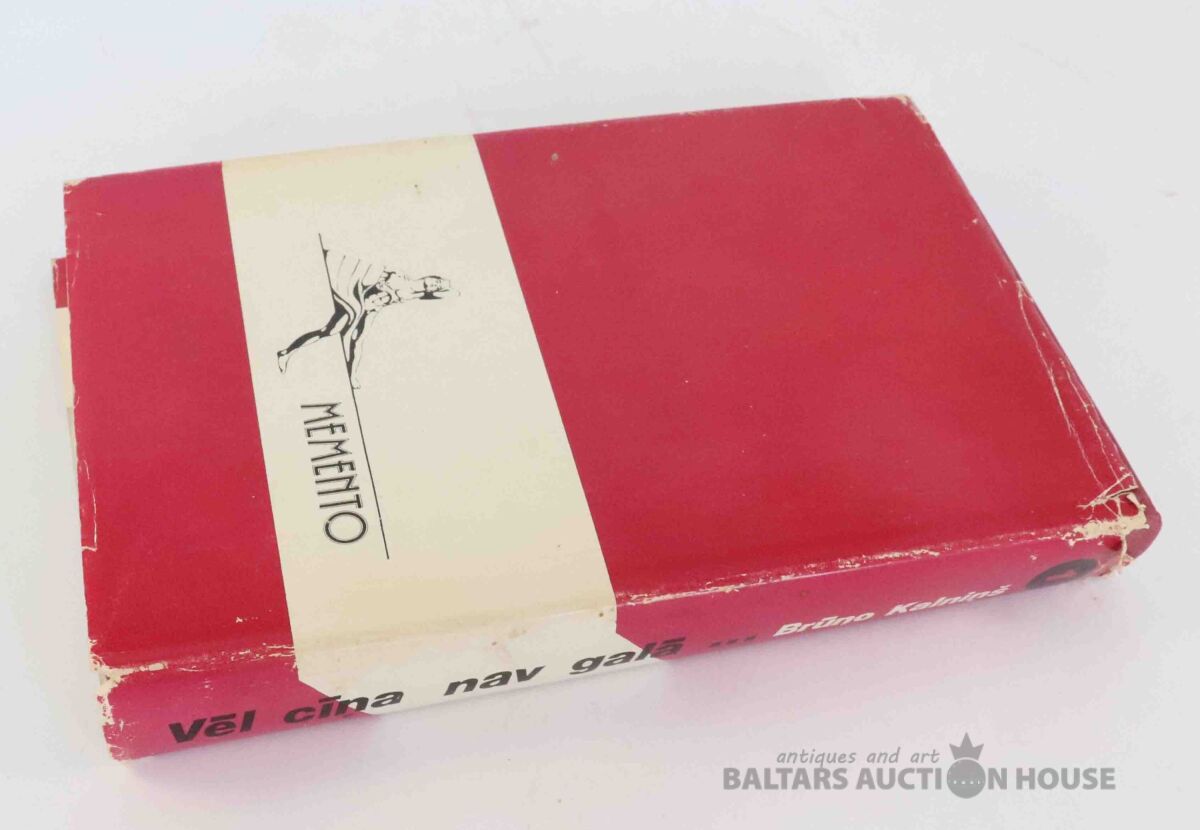 MEMENTO
Vēl cīņa nav galā ... Brūno Kalniņš
antiques and art
BALTARS AUCTION HOUSE